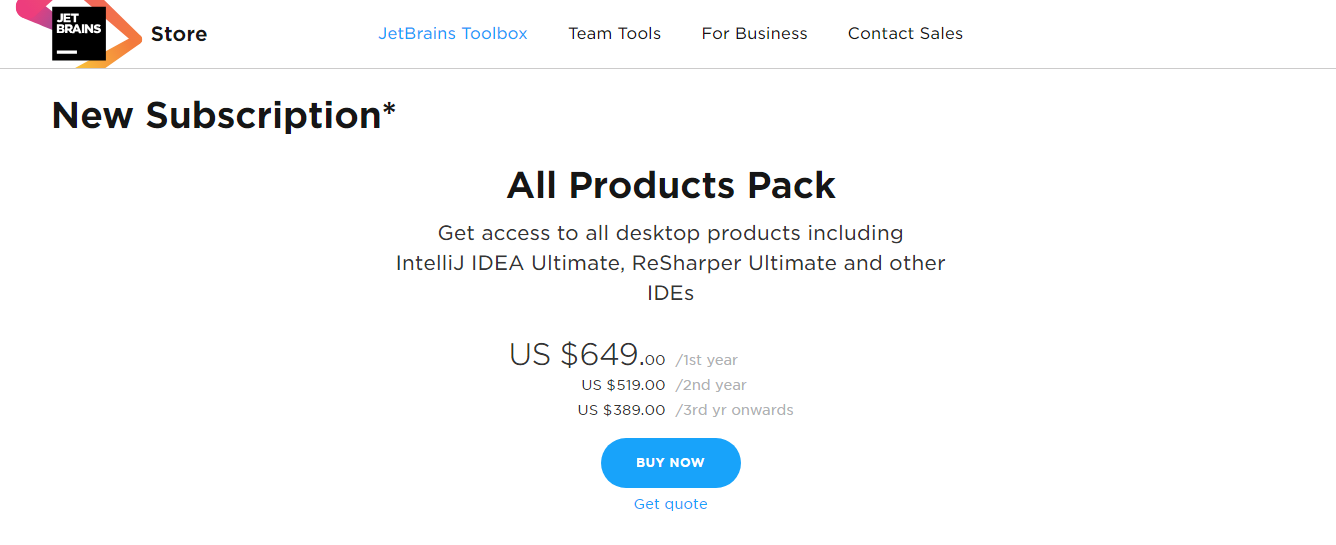 JET
BRAINS
Store
JetBrains Toolbox
Team Tools
For Business
Contact Sales
New Subscription*
All Products Pack
Get access to all desktop products including
IntelliJ IDEA Ultimate, ReSharper Ultimate and other
IDEs
US $649.00 /1st year
US $519.00 /2nd year
US $389.00 /3rd yr onwards
BUY NOW
Get quote